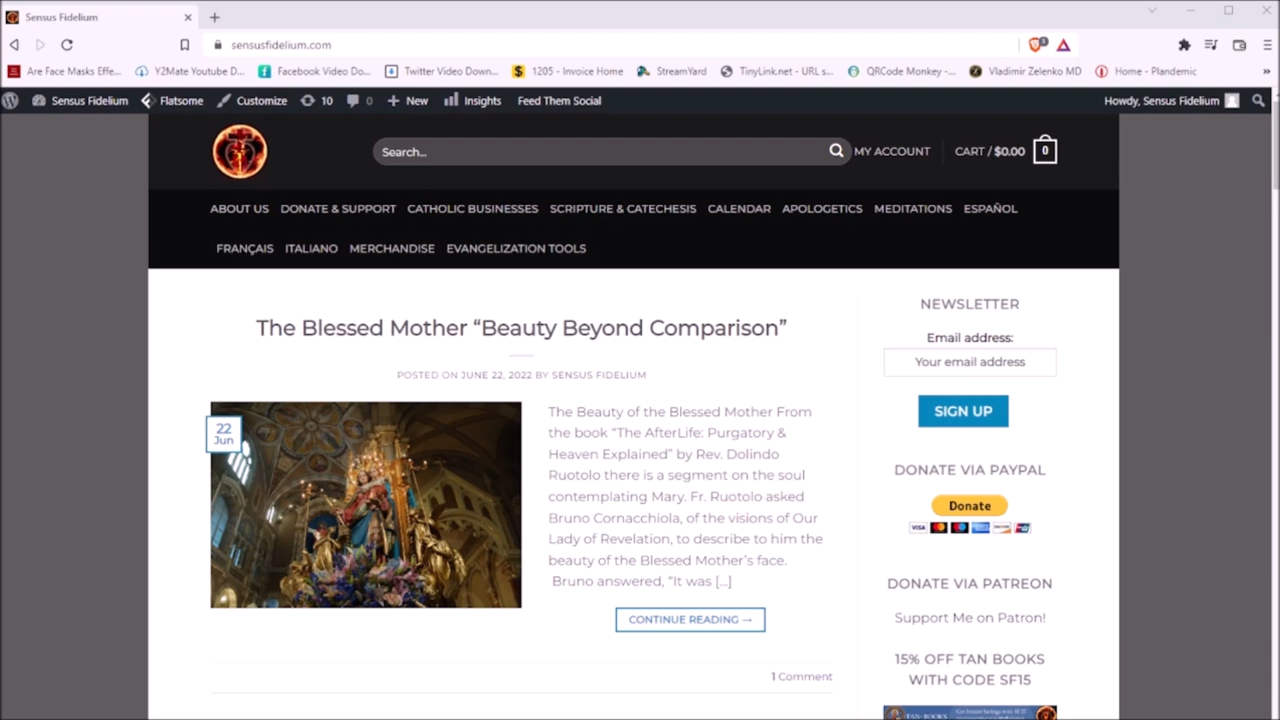 Sensus Fidelium
sensusfidelium.com
Are Face Masks Effe...
Y2Mate Youtube D...
Facebook Video Do...
Twitter Video Down...
1205 - Invoice Home
StreamYard
TinyLink.net - URL s...
QRCode Monkey -...
Vladimir Zelenko MD
Home - Plandemic
»
Sensus Fidelium
Flatsome
Customize
10
0
New
Insights
Feed Them Social
Howdy, Sensus Fidelium
Search...
MY ACCOUNT
CART / $0.00
0
ABOUT US
DONATE & SUPPORT
CATHOLIC BUSINESSES
SCRIPTURE & CATECHESIS
CALENDAR
APOLOGETICS
MEDITATIONS
ESPAÑOL
FRANÇAIS
ITALIANO
MERCHANDISE
EVANGELIZATION TOOLS
The Blessed Mother “Beauty Beyond Comparison”
POSTED ON JUNE 22, 2022 BY SENSUS FIDELIUM
22
Jun
The Beauty of the Blessed Mother From
the book “The AfterLife: Purgatory &
Heaven Explained” by Rev. Dolindo
Ruotolo there is a segment on the soul
contemplating Mary. Fr. Ruotolo asked
Bruno Cornacchiola, of the visions of Our
Lady of Revelation, to describe to him the
beauty of the Blessed Mother’s face.
Bruno answered, “It was [...]
CONTINUE READING →
1 Comment
NEWSLETTER
Email address:
Your email address
SIGN UP
DONATE VIA PAYPAL
Donate
VISA
DONATE VIA PATREON
Support Me on Patron!
15% OFF TAN BOOKS
WITH CODE SF15
TAN·BOOKS